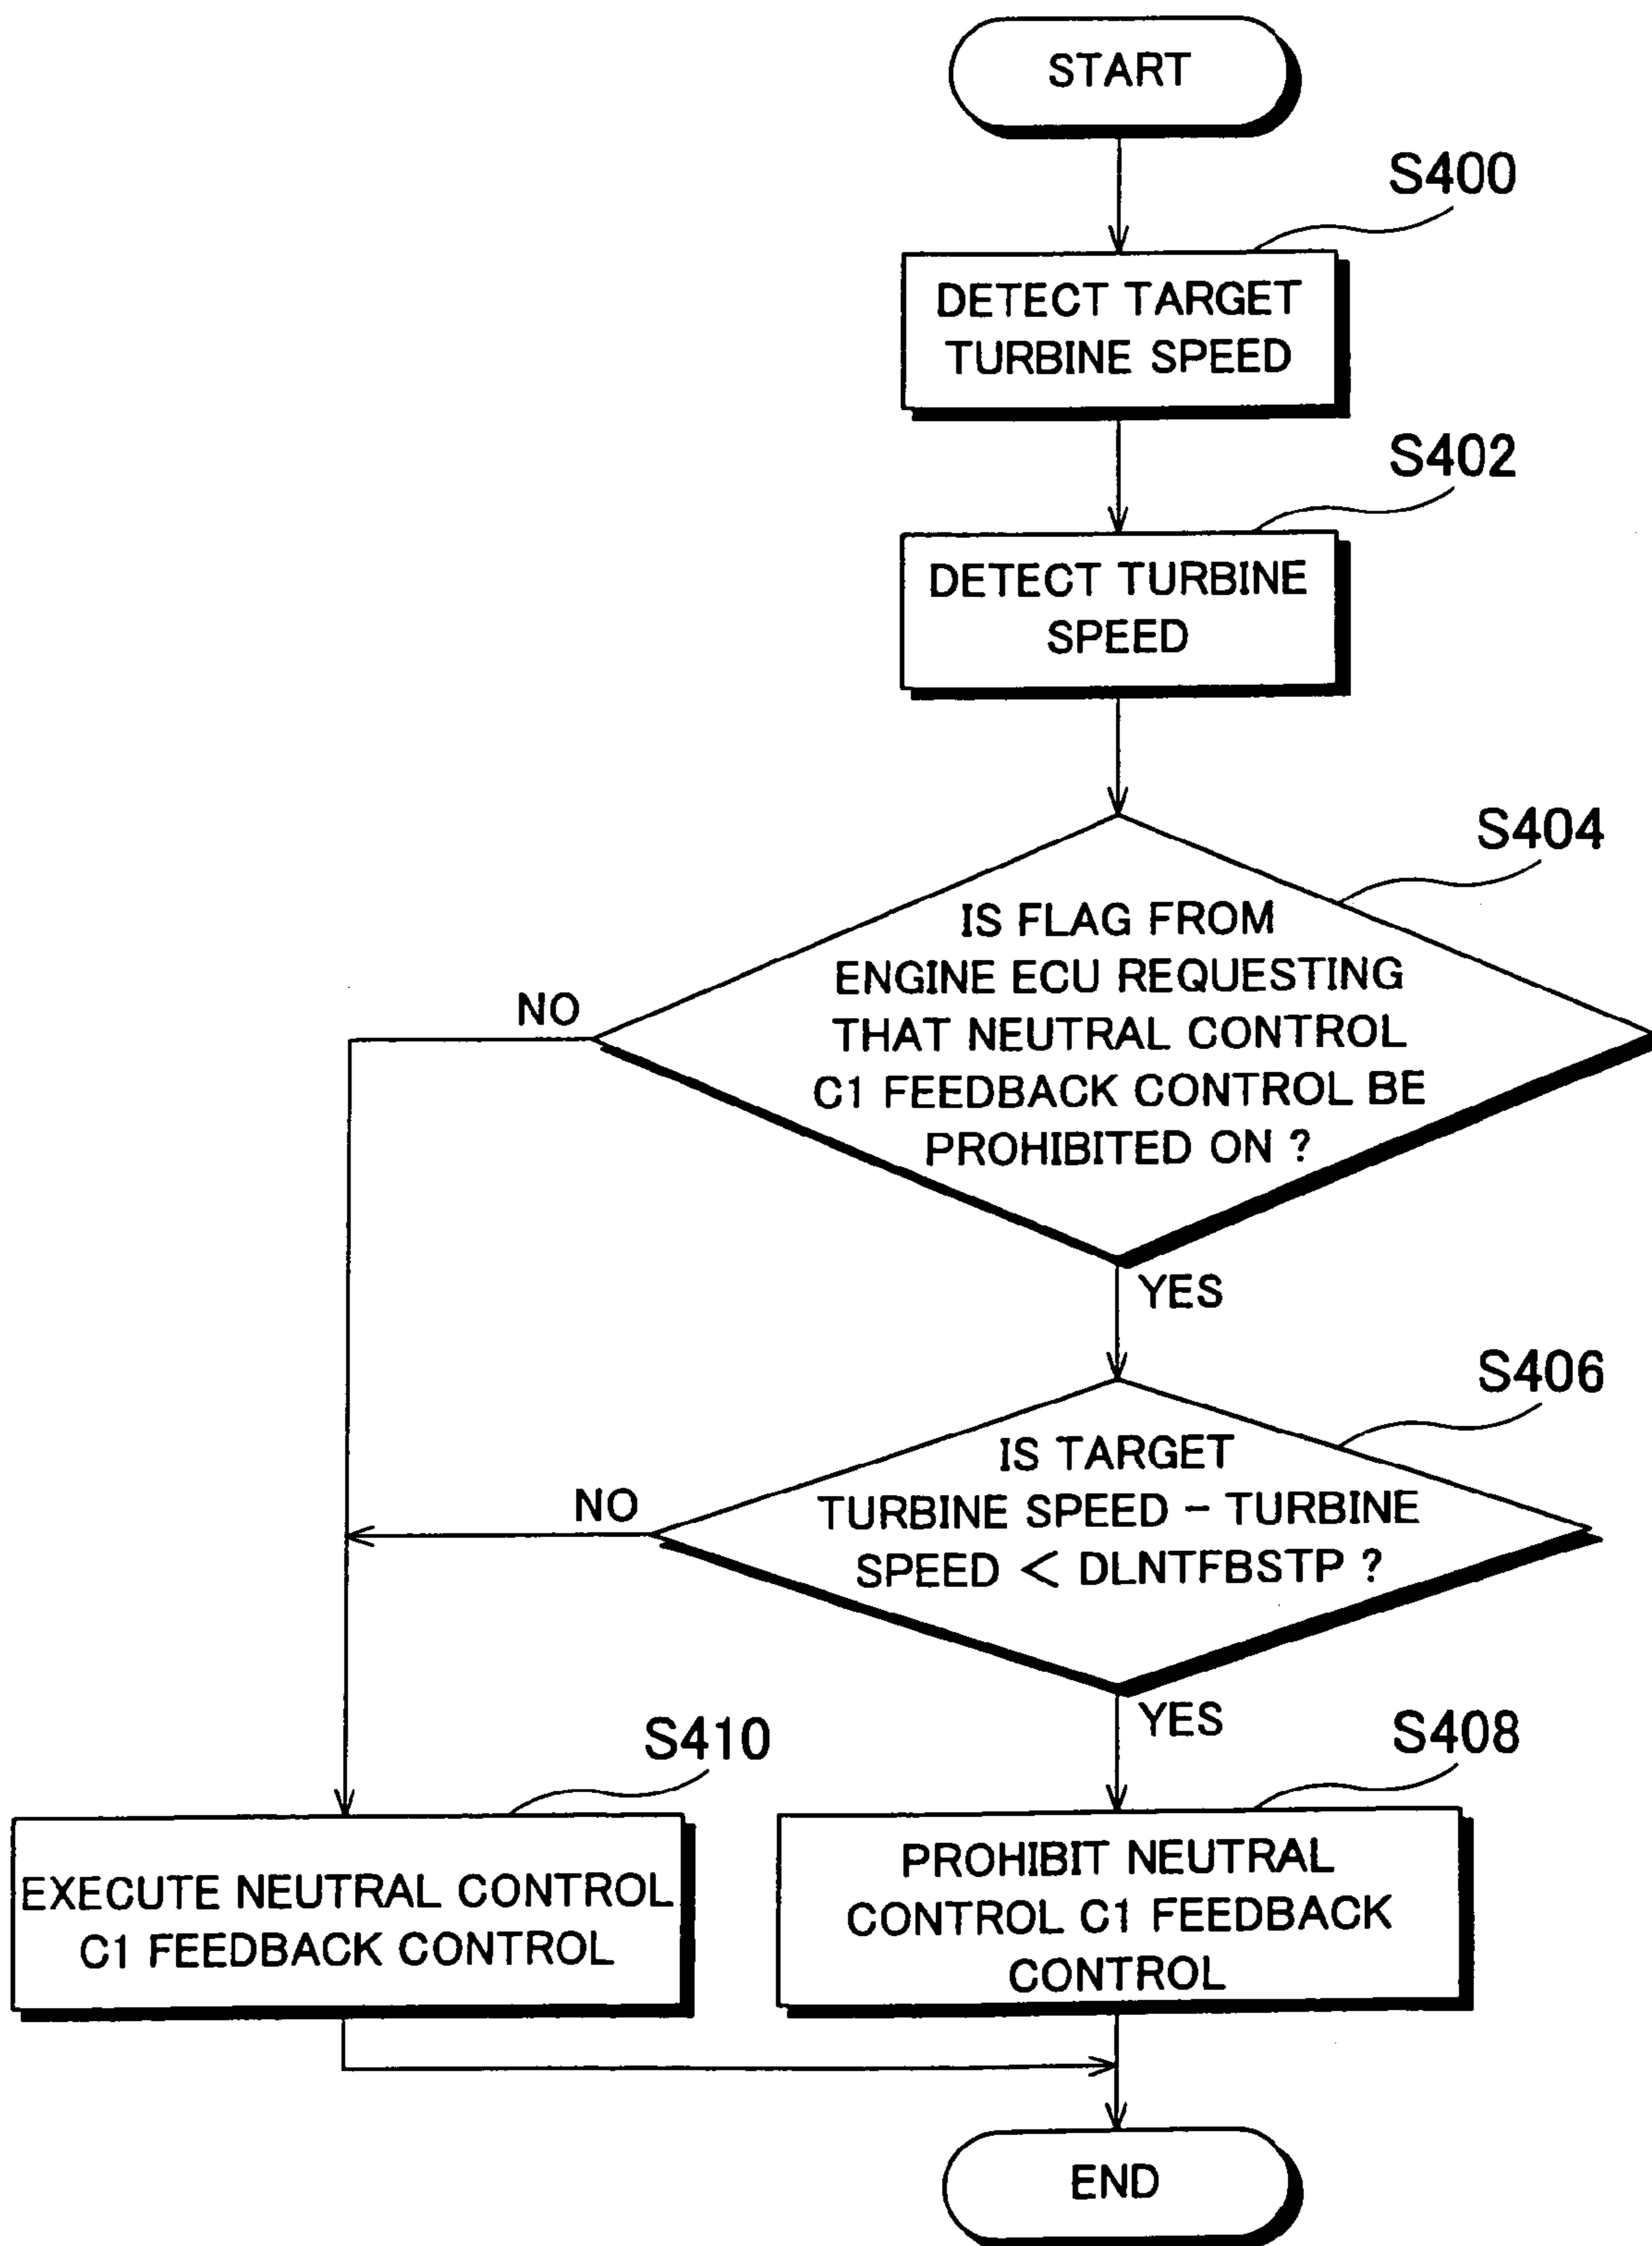 START
S400
DETECT TARGET
TURBINE SPEED
S402
DETECT TURBINE
SPEED
S404
IS FLAG FROM
ENGINE ECU REQUESTING
THAT NEUTRAL CONTROL
C1 FEEDBACK CONTROL BE
PROHIBITED ON ?
NO
YES
S406
IS TARGET
TURBINE SPEED – TURBINE
SPEED < DLNTFBSTP ?
NO
YES
S410
EXECUTE NEUTRAL CONTROL
C1 FEEDBACK CONTROL
S408
PROHIBIT NEUTRAL
CONTROL C1 FEEDBACK
CONTROL
END